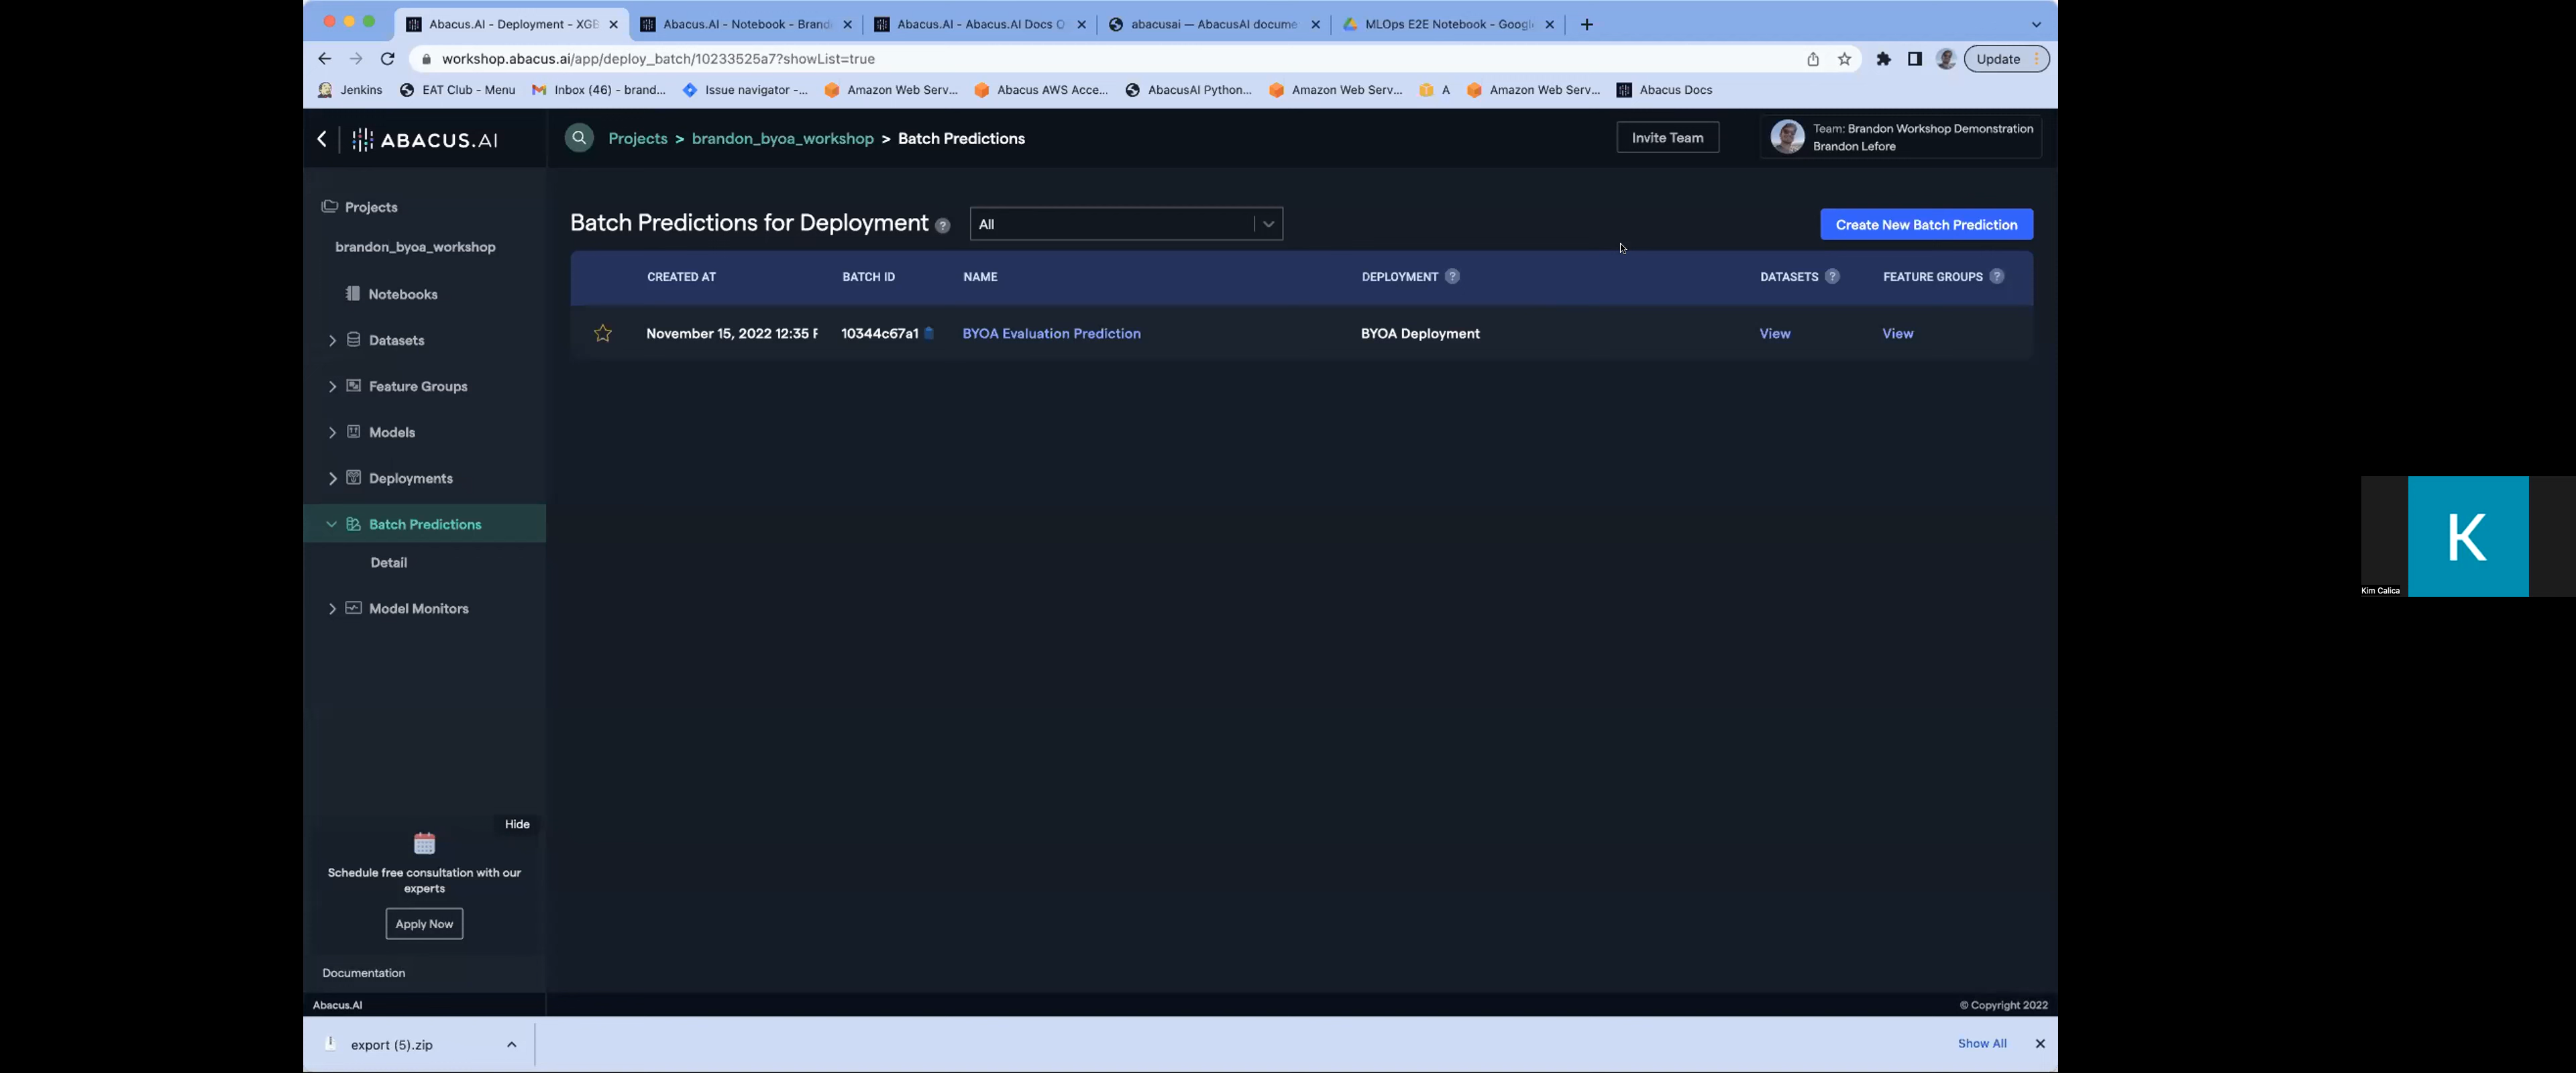 Abacus.AI - Deployment - XGB
Abacus.AI - Notebook - Brand
Abacus.AI - Abacus.AI Docs Q
abacusai — AbacusAI docume
MLOps E2E Notebook - Googl
workshop.abacus.ai/app/deploy_batch/10233525a7?showList=true
Update
Jenkins
EAT Club - Menu
Inbox (46) - brand...
Issue navigator -...
Amazon Web Serv...
Abacus AWS Acce...
AbacusAI Python...
Amazon Web Serv...
A
Amazon Web Serv...
Abacus Docs
ABACUS.AI
Projects > brandon_byoa_workshop > Batch Predictions
Invite Team
Team: Brandon Workshop Demonstration
Brandon Lefore
Projects
brandon_byoa_workshop
Notebooks
Datasets
Feature Groups
Models
Deployments
Batch Predictions
Detail
Model Monitors
Hide
Schedule free consultation with our
experts
Apply Now
Documentation
Abacus.AI
Batch Predictions for Deployment ?
All
Create New Batch Prediction
CREATED AT BATCH ID NAME DEPLOYMENT ? DATASETS ? FEATURE GROUPS ?
November 15, 2022 12:35 P 10344c67a1 BYOA Evaluation Prediction BYOA Deployment View View
© Copyright 2022
export (5).zip
Show All
K
Kim Calica